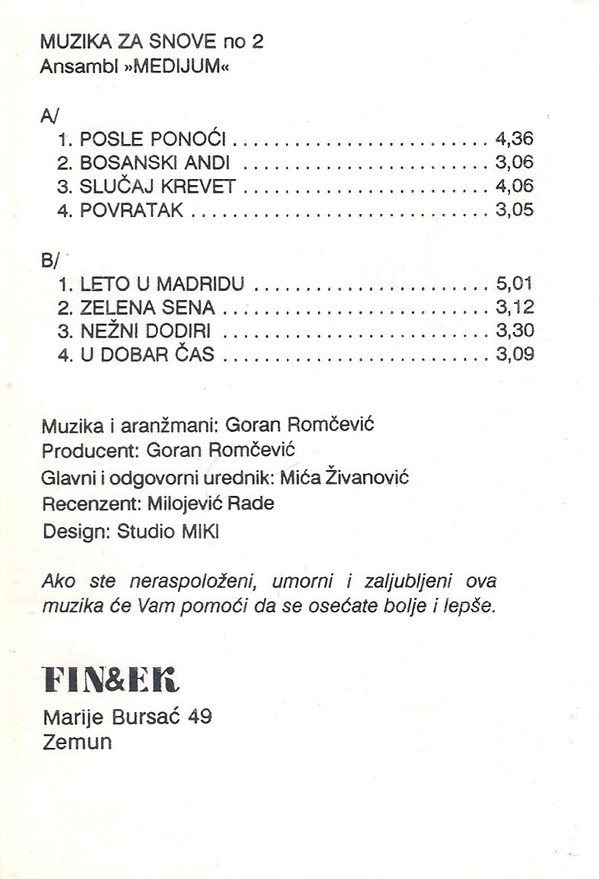 MUZIKA ZA SNOVE no 2
Ansambl »MEDIJUM«
A/
1. POSLE PONOĆI ........................ 4,36
2. BOSANSKI ANDI ....................... 3,06
3. SLUČAJ KREVET ....................... 4,06
4. POVRATAK ............................ 3,05
B/
1. LETO U MADRIDU ...................... 5,01
2. ZELENA SENA ......................... 3,12
3. NEŽNI DODIRI ........................ 3,30
4. U DOBAR ČAS ......................... 3,09
Muzika i aranžmani: Goran Romčević
Producent: Goran Romčević
Glavni i odgovorni urednik: Mića Živanović
Recenzent: Milojević Rade
Design: Studio MIKI
Ako ste neraspoloženi, umorni i zaljubljeni ova
muzika će Vam pomoći da se osećate bolje i lepše.
FIN&EK
Marije Bursać 49
Zemun